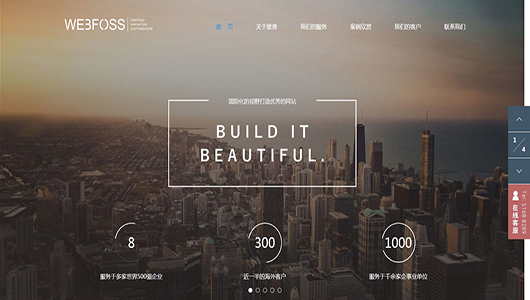 WEBFOSS
首 页
关于维佛
我们的服务
案例欣赏
我们的客户
联系我们
国际化的视野打造优秀的网站
BUILD IT
BEAUTIFUL.
1
4
8
300
1000
服务于多家世界500强企业
近一半的海外客户
服务于千余家企事业单位
在线客服